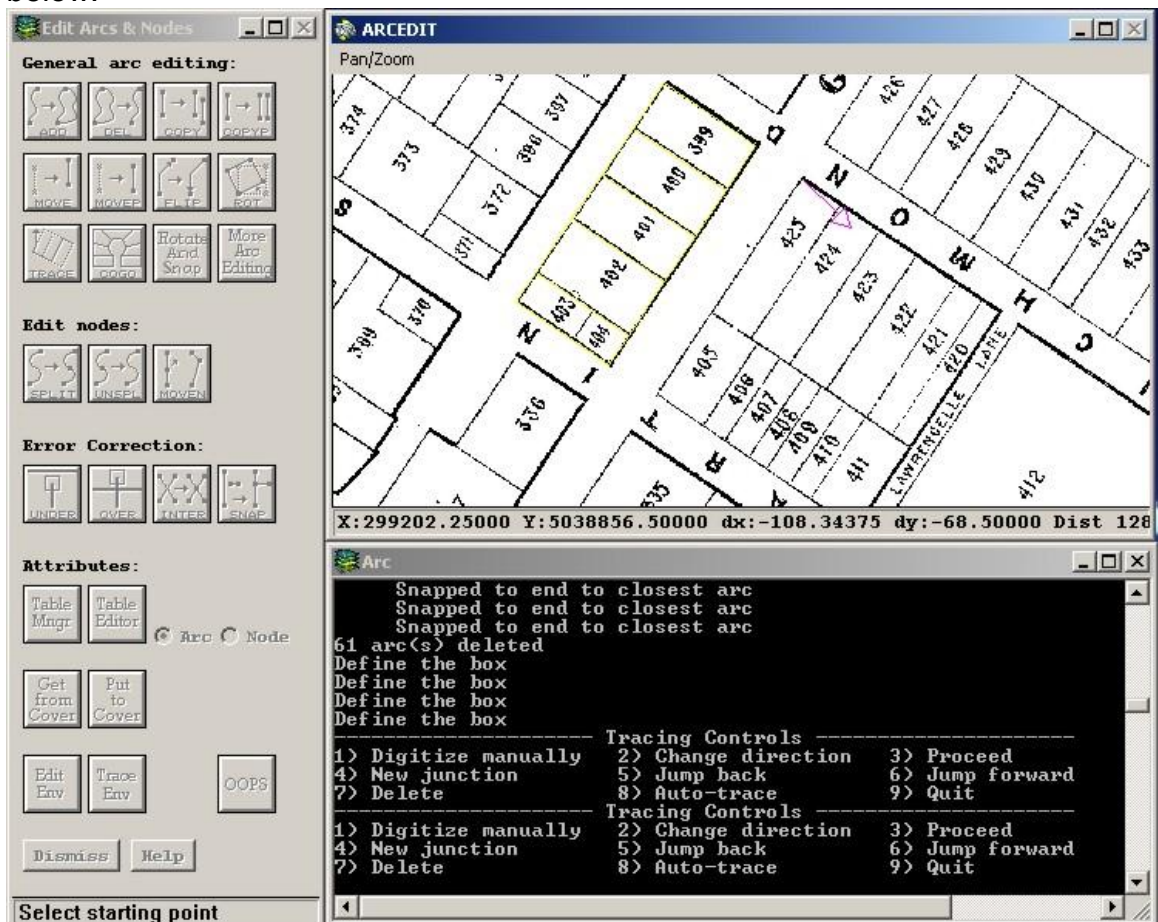 below.
Edit Arcs & Nodes
General arc editing:
ADD DEL COPY COPYP
MOVE MOVEP FLIP ROT
TRACE COGO Rotate And Snap More Arc Editing
Edit nodes:
SPLIT UNSPL MOVEN
Error Correction:
UNDER OVER INTER SNAP
Attributes:
Table Mngr Table Editor Arc Node
Get from Cover Put to Cover
Edit Env Trace Env OOPS
Dismiss Help
Select starting point
ARCEDIT
Pan/Zoom
374 373 372 371 370 397 398 399 400 401 402 403 404
S
399
336
N I
T R A
G O N O W H C I
426 427 428 429 430 431 432 433
425 424 423 422 421 420
405 406 407 408 409 410 411
LAWRENCELLE LANE
412
435
X:299202.25000 Y:5038856.50000 dx:-108.34375 dy:-68.50000 Dist 128
Arc
Snapped to end to closest arc
Snapped to end to closest arc
Snapped to end to closest arc
61 arc(s) deleted
Define the box
Define the box
Define the box
Define the box
---------------------- Tracing Controls ----------------------
1) Digitize manually 2) Change direction 3) Proceed
4) New junction 5) Jump back 6) Jump forward
7) Delete 8) Auto-trace 9) Quit
---------------------- Tracing Controls ----------------------
1) Digitize manually 2) Change direction 3) Proceed
4) New junction 5) Jump back 6) Jump forward
7) Delete 8) Auto-trace 9) Quit